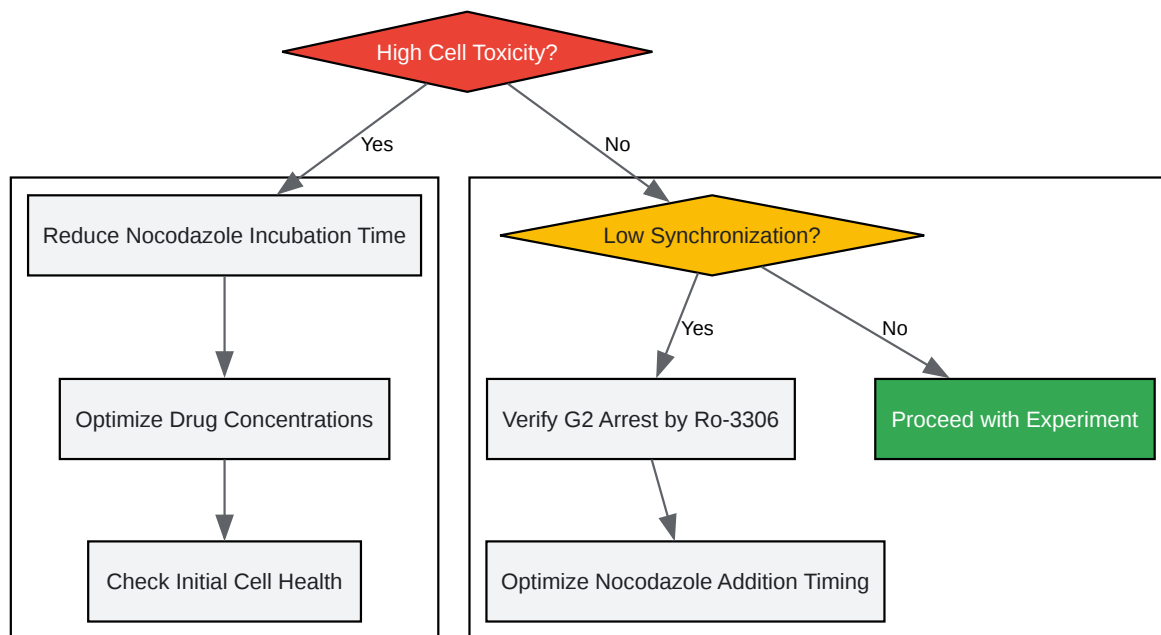 High Cell Toxicity?
Yes
No
Reduce Nocodazole Incubation Time
Low Synchronization?
Yes
No
Optimize Drug Concentrations
Verify G2 Arrest by Ro-3306
Proceed with Experiment
Check Initial Cell Health
Optimize Nocodazole Addition Timing